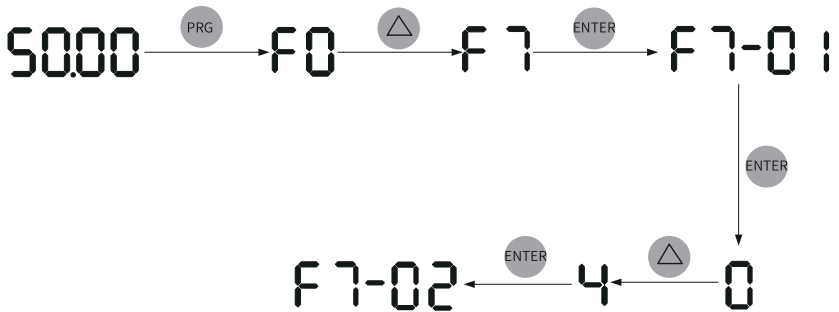 50.00 PRG F0 △ F7 ENTER F7-01
ENTER
F7-02 ENTER 4 △ 0